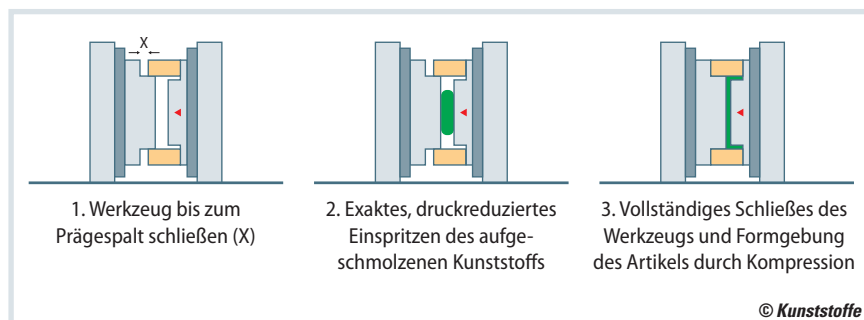 X
1. Werkzeug bis zum
Prägespalt schließen (X)
2. Exaktes, druckreduziertes
Einspritzen des aufge-
schmolzenen Kunststoffs
3. Vollständiges Schließes des
Werkzeugs und Formgebung
des Artikels durch Kompression
© Kunststoffe